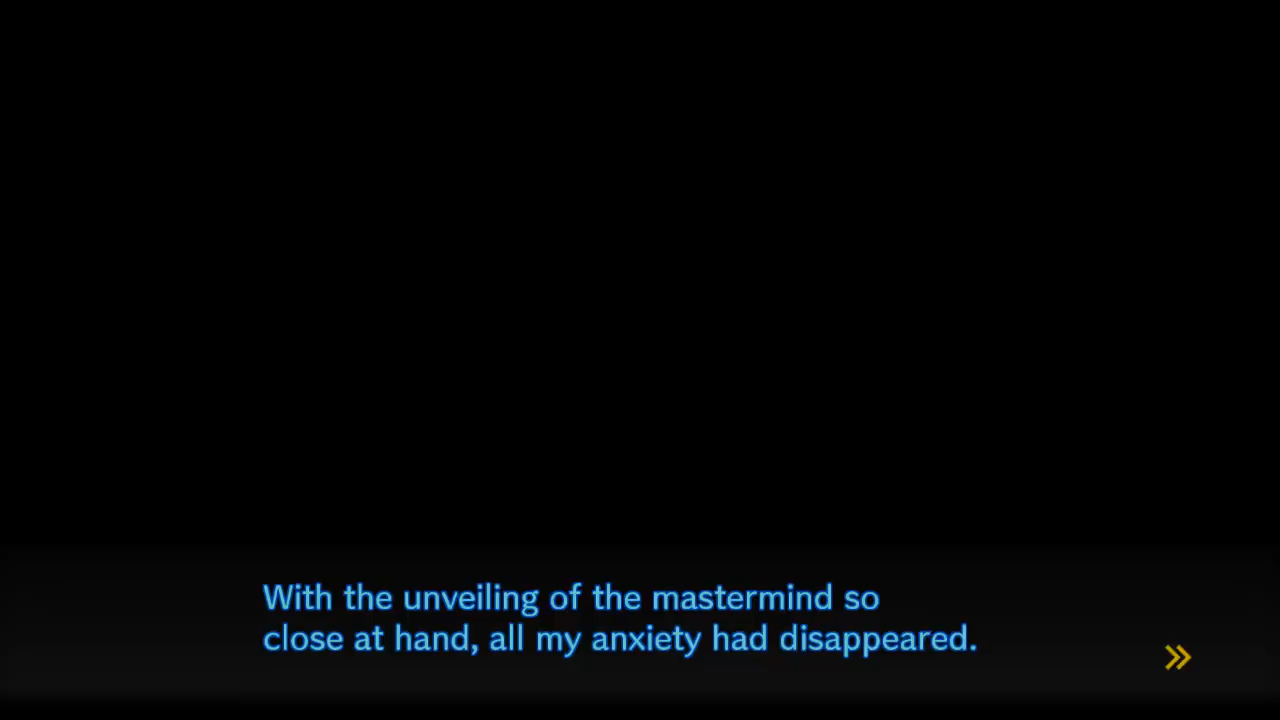 With the unveiling of the mastermind so
close at hand, all my anxiety had disappeared.